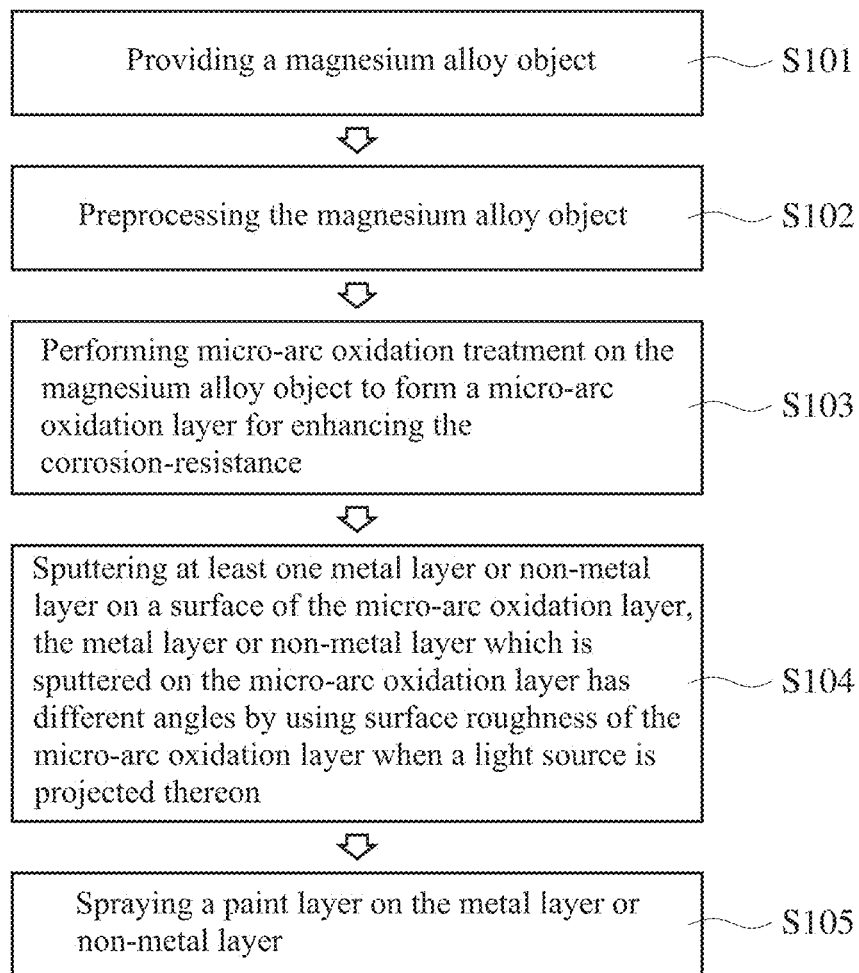 Providing a magnesium alloy object
S101
Preprocessing the magnesium alloy object
S102
Performing micro-arc oxidation treatment on the
magnesium alloy object to form a micro-arc
oxidation layer for enhancing the
corrosion-resistance
S103
Sputtering at least one metal layer or non-metal
layer on a surface of the micro-arc oxidation layer,
the metal layer or non-metal layer which is
sputtered on the micro-arc oxidation layer has
different angles by using surface roughness of the
micro-arc oxidation layer when a light source is
projected thereon
S104
Spraying a paint layer on the metal layer or
non-metal layer
S105